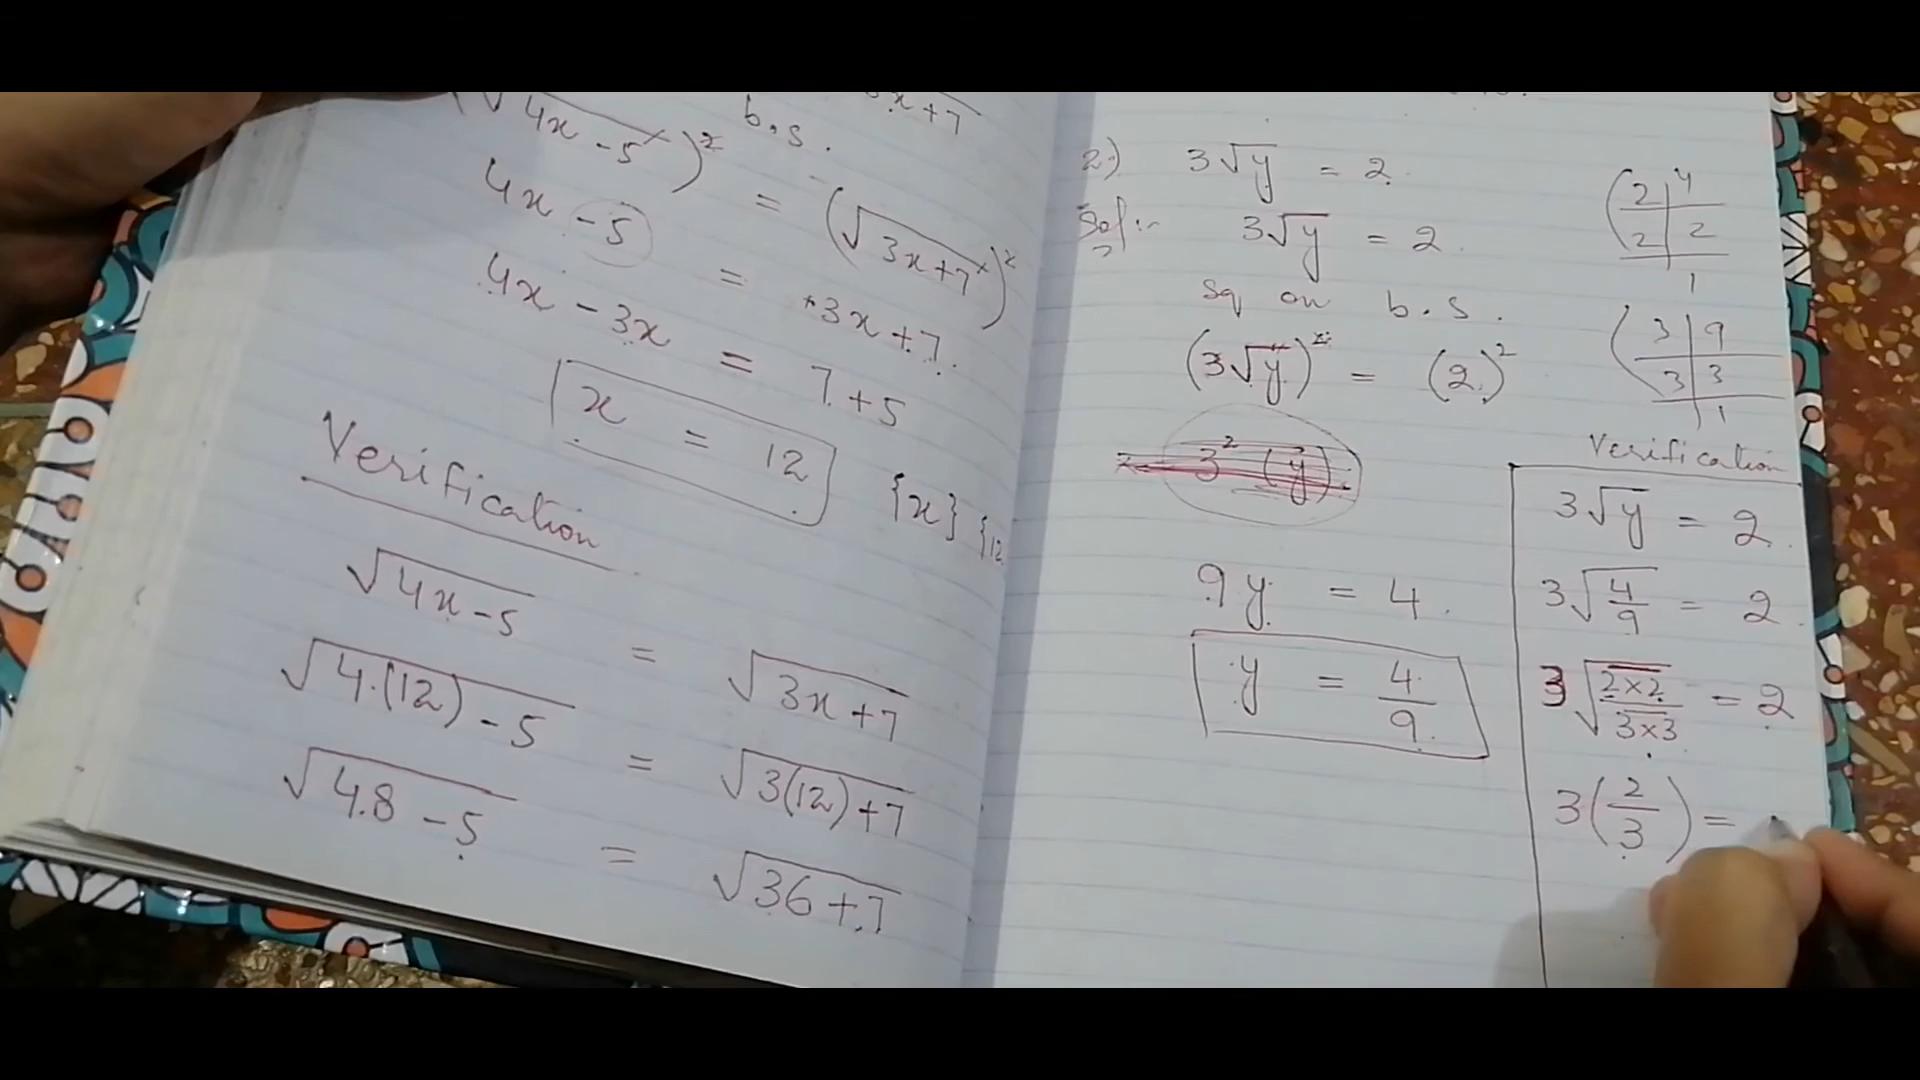 b.s.
(√4x-5)² = (√3x+7)²
4x - 5 = +3x+7
4x - 3x = 7+5
x = 12
{x} {12
Verification
√4x-5 = √3x+7
√4.(12) - 5 = √3(12)+7
√48 - 5 = √36+7
2) 3√y = 2
Sol:-
3√y = 2
Sq on b.s.
(3√y)² = (2)²
3² (y)
9y = 4
y = 4/9
2 | 4
2 | 2
1
3 | 9
3 | 3
1
Verification
3√y = 2
3√4/9 = 2
3√2×2/3×3 = 2
3(2/3) =